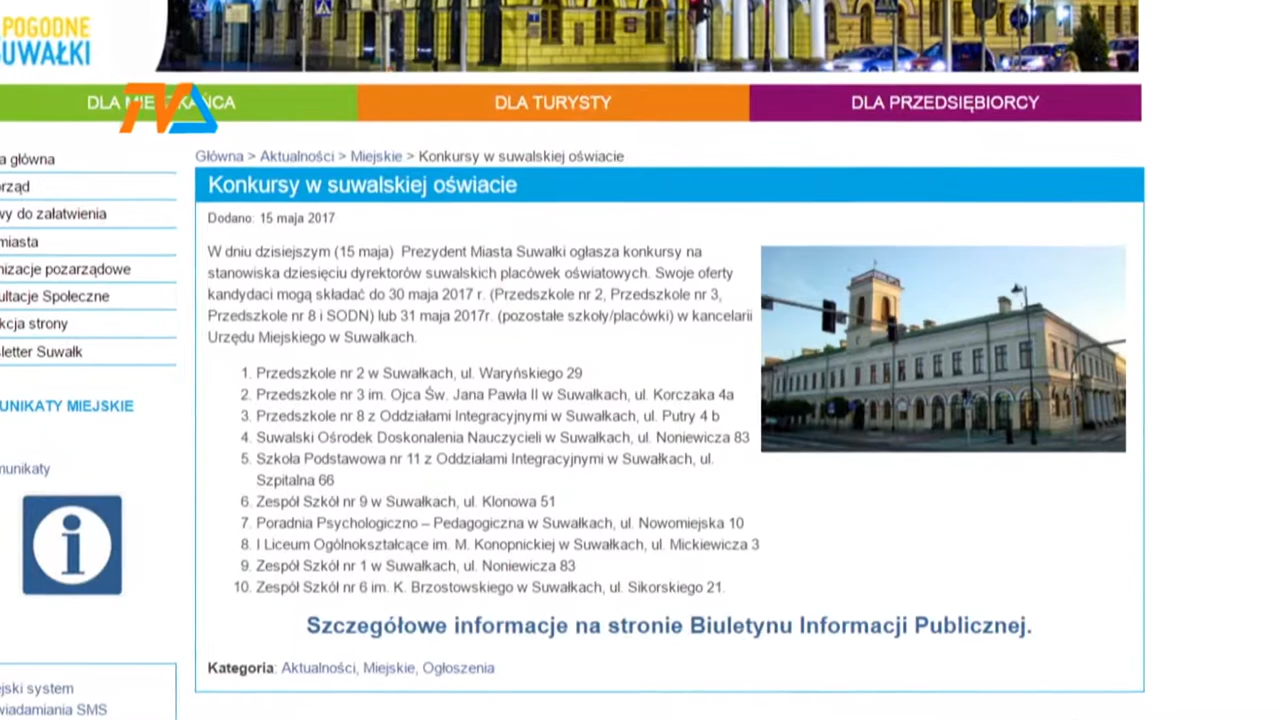 POGODNE
SUWAŁKI
DLA MIESZKAŃCA
TVA
DLA TURYSTY
DLA PRZEDSIĘBIORCY
a główna
rząd
wy do załatwienia
miasta
nizacje pozarządowe
ultacje Społeczne
kcja strony
letter Suwałk
UNIKATY MIEJSKIE
munikaty
i
jski system
wiadamiania SMS
Główna > Aktualności > Miejskie > Konkursy w suwalskiej oświacie
Konkursy w suwalskiej oświacie
Dodano: 15 maja 2017
W dniu dzisiejszym (15 maja) Prezydent Miasta Suwałki ogłasza konkursy na
stanowiska dziesięciu dyrektorów suwalskich placówek oświatowych. Swoje oferty
kandydaci mogą składać do 30 maja 2017 r. (Przedszkole nr 2, Przedszkole nr 3,
Przedszkole nr 8 i SODN) lub 31 maja 2017r. (pozostałe szkoły/placówki) w kancelarii
Urzędu Miejskiego w Suwałkach.
1. Przedszkole nr 2 w Suwałkach, ul. Waryńskiego 29
2. Przedszkole nr 3 im. Ojca Św. Jana Pawła II w Suwałkach, ul. Korczaka 4a
3. Przedszkole nr 8 z Oddziałami Integracyjnymi w Suwałkach, ul. Putry 4 b
4. Suwalski Ośrodek Doskonalenia Nauczycieli w Suwałkach, ul. Noniewicza 83
5. Szkoła Podstawowa nr 11 z Oddziałami Integracyjnymi w Suwałkach, ul.
Szpitalna 66
6. Zespół Szkół nr 9 w Suwałkach, ul. Klonowa 51
7. Poradnia Psychologiczno – Pedagogiczna w Suwałkach, ul. Nowomiejska 10
8. I Liceum Ogólnokształcące im. M. Konopnickiej w Suwałkach, ul. Mickiewicza 3
9. Zespół Szkół nr 1 w Suwałkach, ul. Noniewicza 83
10. Zespół Szkół nr 6 im. K. Brzostowskiego w Suwałkach, ul. Sikorskiego 21.
Szczegółowe informacje na stronie Biuletynu Informacji Publicznej.
Kategoria: Aktualności, Miejskie, Ogłoszenia